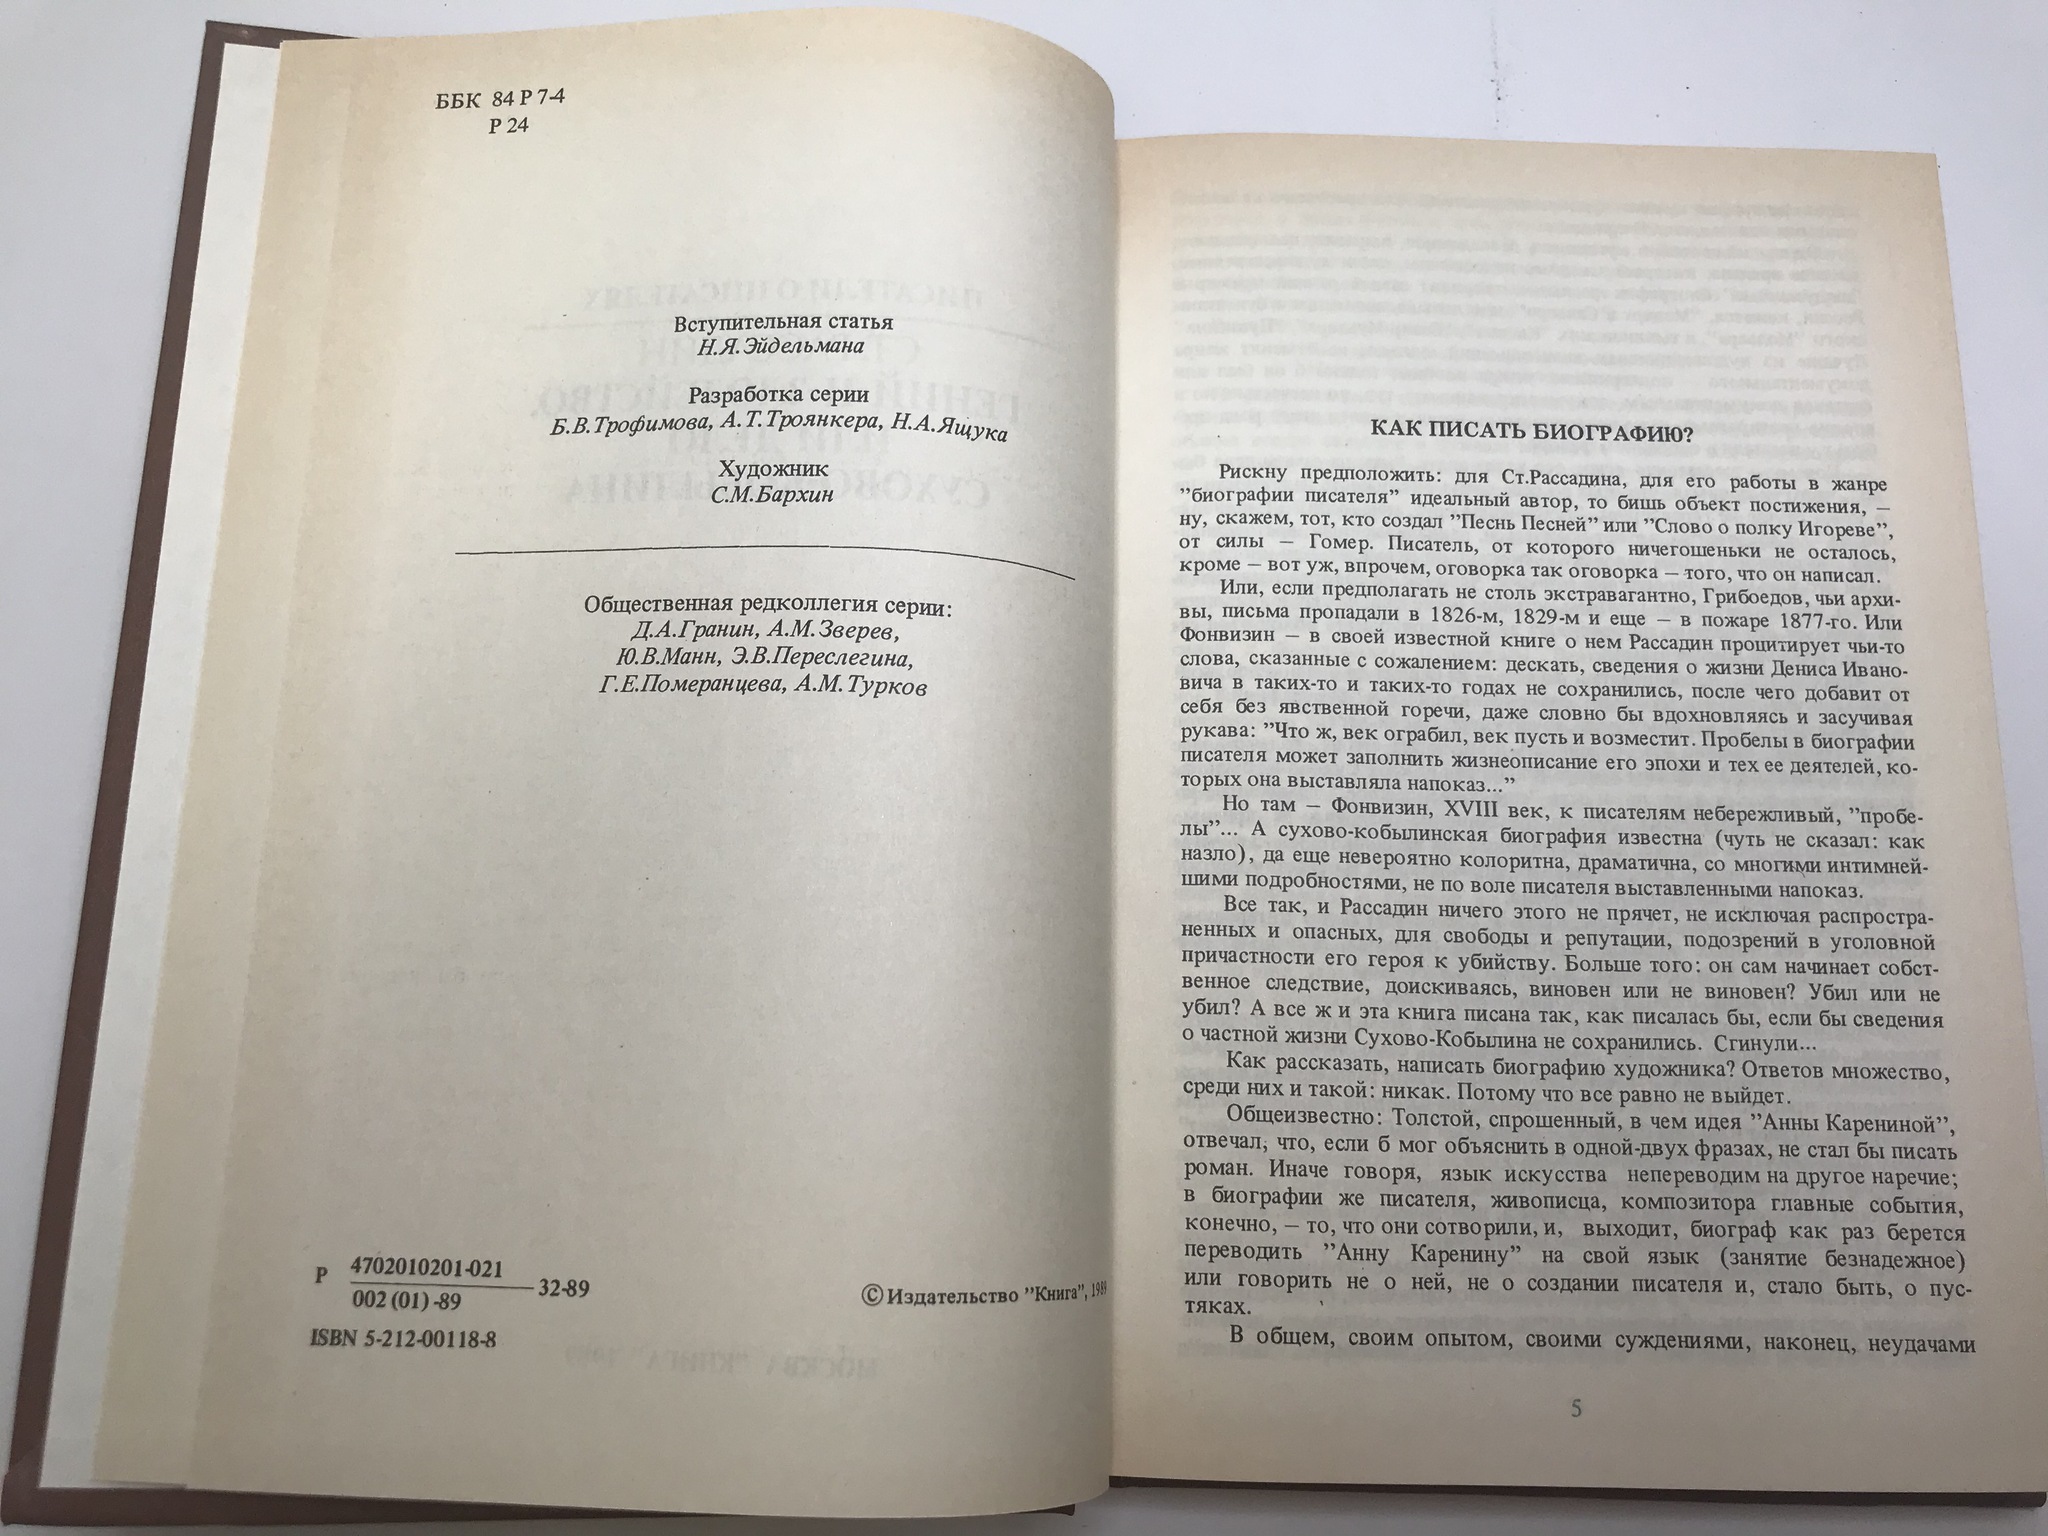 ББК 84 Р 7-4
Р 24
Вступительная статья
Н.Я.Эйдельмана
Разработка серии
Б.В.Трофимова, А.Т.Троянкера, Н.А.Ящука
Художник
С.М.Бархин
Общественная редколлегия серии:
Д.А.Гранин, А.М.Зверев,
Ю.В.Манн, Э.В.Переслегина,
Г.Е.Померанцева, А.М.Турков
Р 4702010201-021
002 (01)-89
32-89
© Издательство ”Книга”, 1989
ISBN 5-212-00118-8
КАК ПИСАТЬ БИОГРАФИЮ?
Рискну предположить: для Ст.Рассадина, для его работы в жанре
”биографии писателя” идеальный автор, то бишь объект постижения, —
ну, скажем, тот, кто создал ”Песнь Песней” или ”Слово о полку Игореве”,
от силы — Гомер. Писатель, от которого ничегошеньки не осталось,
кроме — вот уж, впрочем, оговорка так оговорка — того, что он написал.
Или, если предполагать не столь экстравагантно, Грибоедов, чьи архи-
вы, письма пропадали в 1826-м, 1829-м и еще — в пожаре 1877-го. Или
Фонвизин — в своей известной книге о нем Рассадин процитирует чьи-то
слова, сказанные с сожалением: дескать, сведения о жизни Дениса Ивано-
вича в таких-то и таких-то годах не сохранились, после чего добавит от
себя без явственной горечи, даже словно бы вдохновляясь и засучивая
рукава: ”Что ж, век ограбил, век пусть и возместит. Пробелы в биографии
писателя может заполнить жизнеописание его эпохи и тех ее деятелей, ко-
торых она выставляла напоказ...”
Но там — Фонвизин, XVIII век, к писателям небережливый, ”пробе-
лы”... А сухово-кобылинская биография известна (чуть не сказал: как
назло), да еще невероятно колоритна, драматична, со многими интимней-
шими подробностями, не по воле писателя выставленными напоказ.
Все так, и Рассадин ничего этого не прячет, не исключая распростра-
ненных и опасных, для свободы и репутации, подозрений в уголовной
причастности его героя к убийству. Больше того: он сам начинает собст-
венное следствие, доискиваясь, виновен или не виновен? Убил или не
убил? А все ж и эта книга писана так, как писалась бы, если бы сведения
о частной жизни Сухово-Кобылина не сохранились. Сгинули...
Как рассказать, написать биографию художника? Ответов множество,
среди них и такой: никак. Потому что все равно не выйдет.
Общеизвестно: Толстой, спрошенный, в чем идея ”Анны Карениной”,
отвечал, что, если б мог объяснить в одной-двух фразах, не стал бы писать
роман. Иначе говоря, язык искусства непереводим на другое наречие;
в биографии же писателя, живописца, композитора главные события,
конечно, — то, что они сотворили, и, выходит, биограф как раз берется
переводить ”Анну Каренину” на свой язык (занятие безнадежное)
или говорить не о ней, не о создании писателя и, стало быть, о пус-
тяках.
В общем, своим опытом, своими суждениями, наконец, неудачами
5